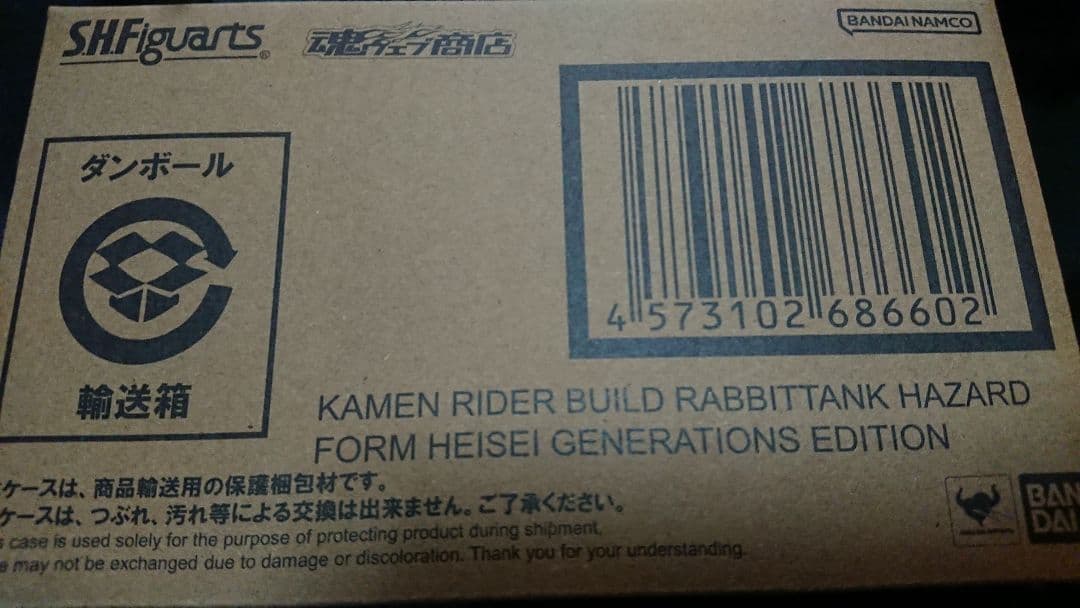 S.H.Figuarts®
魂ウェブ商店
BANDAI NAMCO
ダンボール
輸送箱
4 573102 686602
KAMEN RIDER BUILD RABBITTANK HAZARD
FORM HEISEI GENERATIONS EDITION
ケースは、商品輸送用の保護梱包材です。
ケースは、つぶれ、汚れ等による交換は出来ません。ご了承ください。
case is used solely for the purpose of protecting product during shipment,
may not be exchanged due to damage or discoloration. Thank you for your understanding.
BAN
DAI